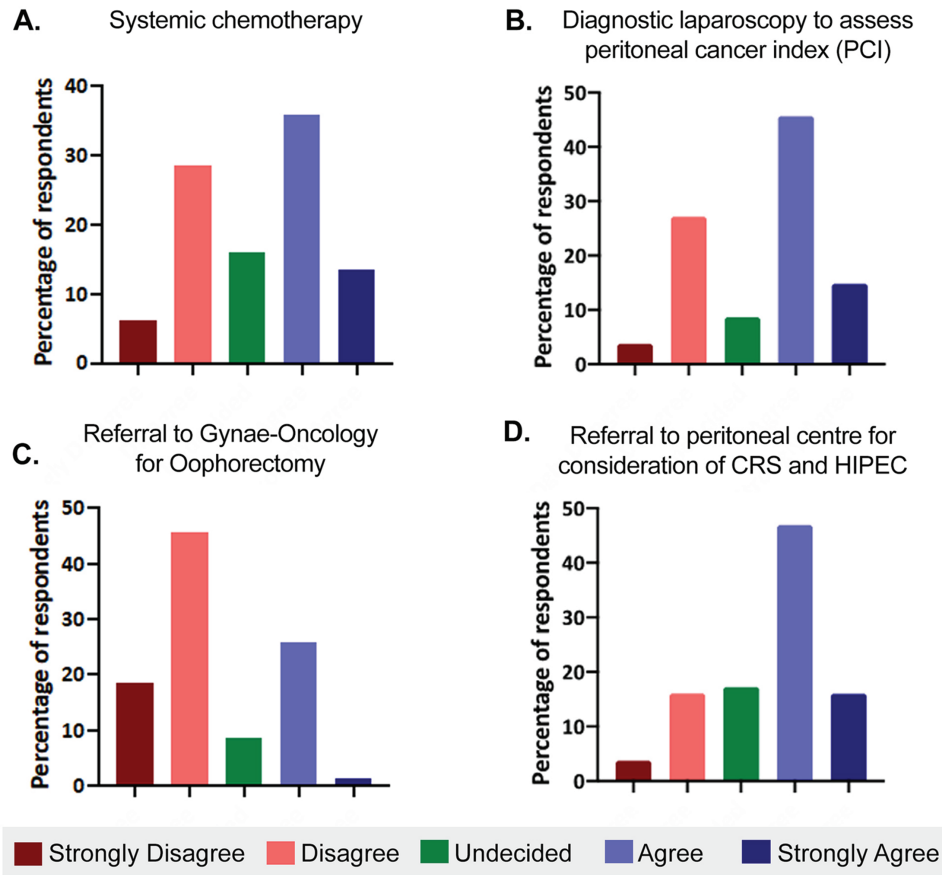 A.
Systemic chemotherapy
Percentage of respondents
40
30
20
10
0
B.
Diagnostic laparoscopy to assess
peritoneal cancer index (PCI)
Percentage of respondents
50
40
30
20
10
0
C.
Referral to Gynae-Oncology
for Oophorectomy
Percentage of respondents
50
40
30
20
10
0
D.
Referral to peritoneal centre for
consideration of CRS and HIPEC
Percentage of respondents
50
40
30
20
10
0
Strongly Disagree Disagree Undecided Agree Strongly Agree